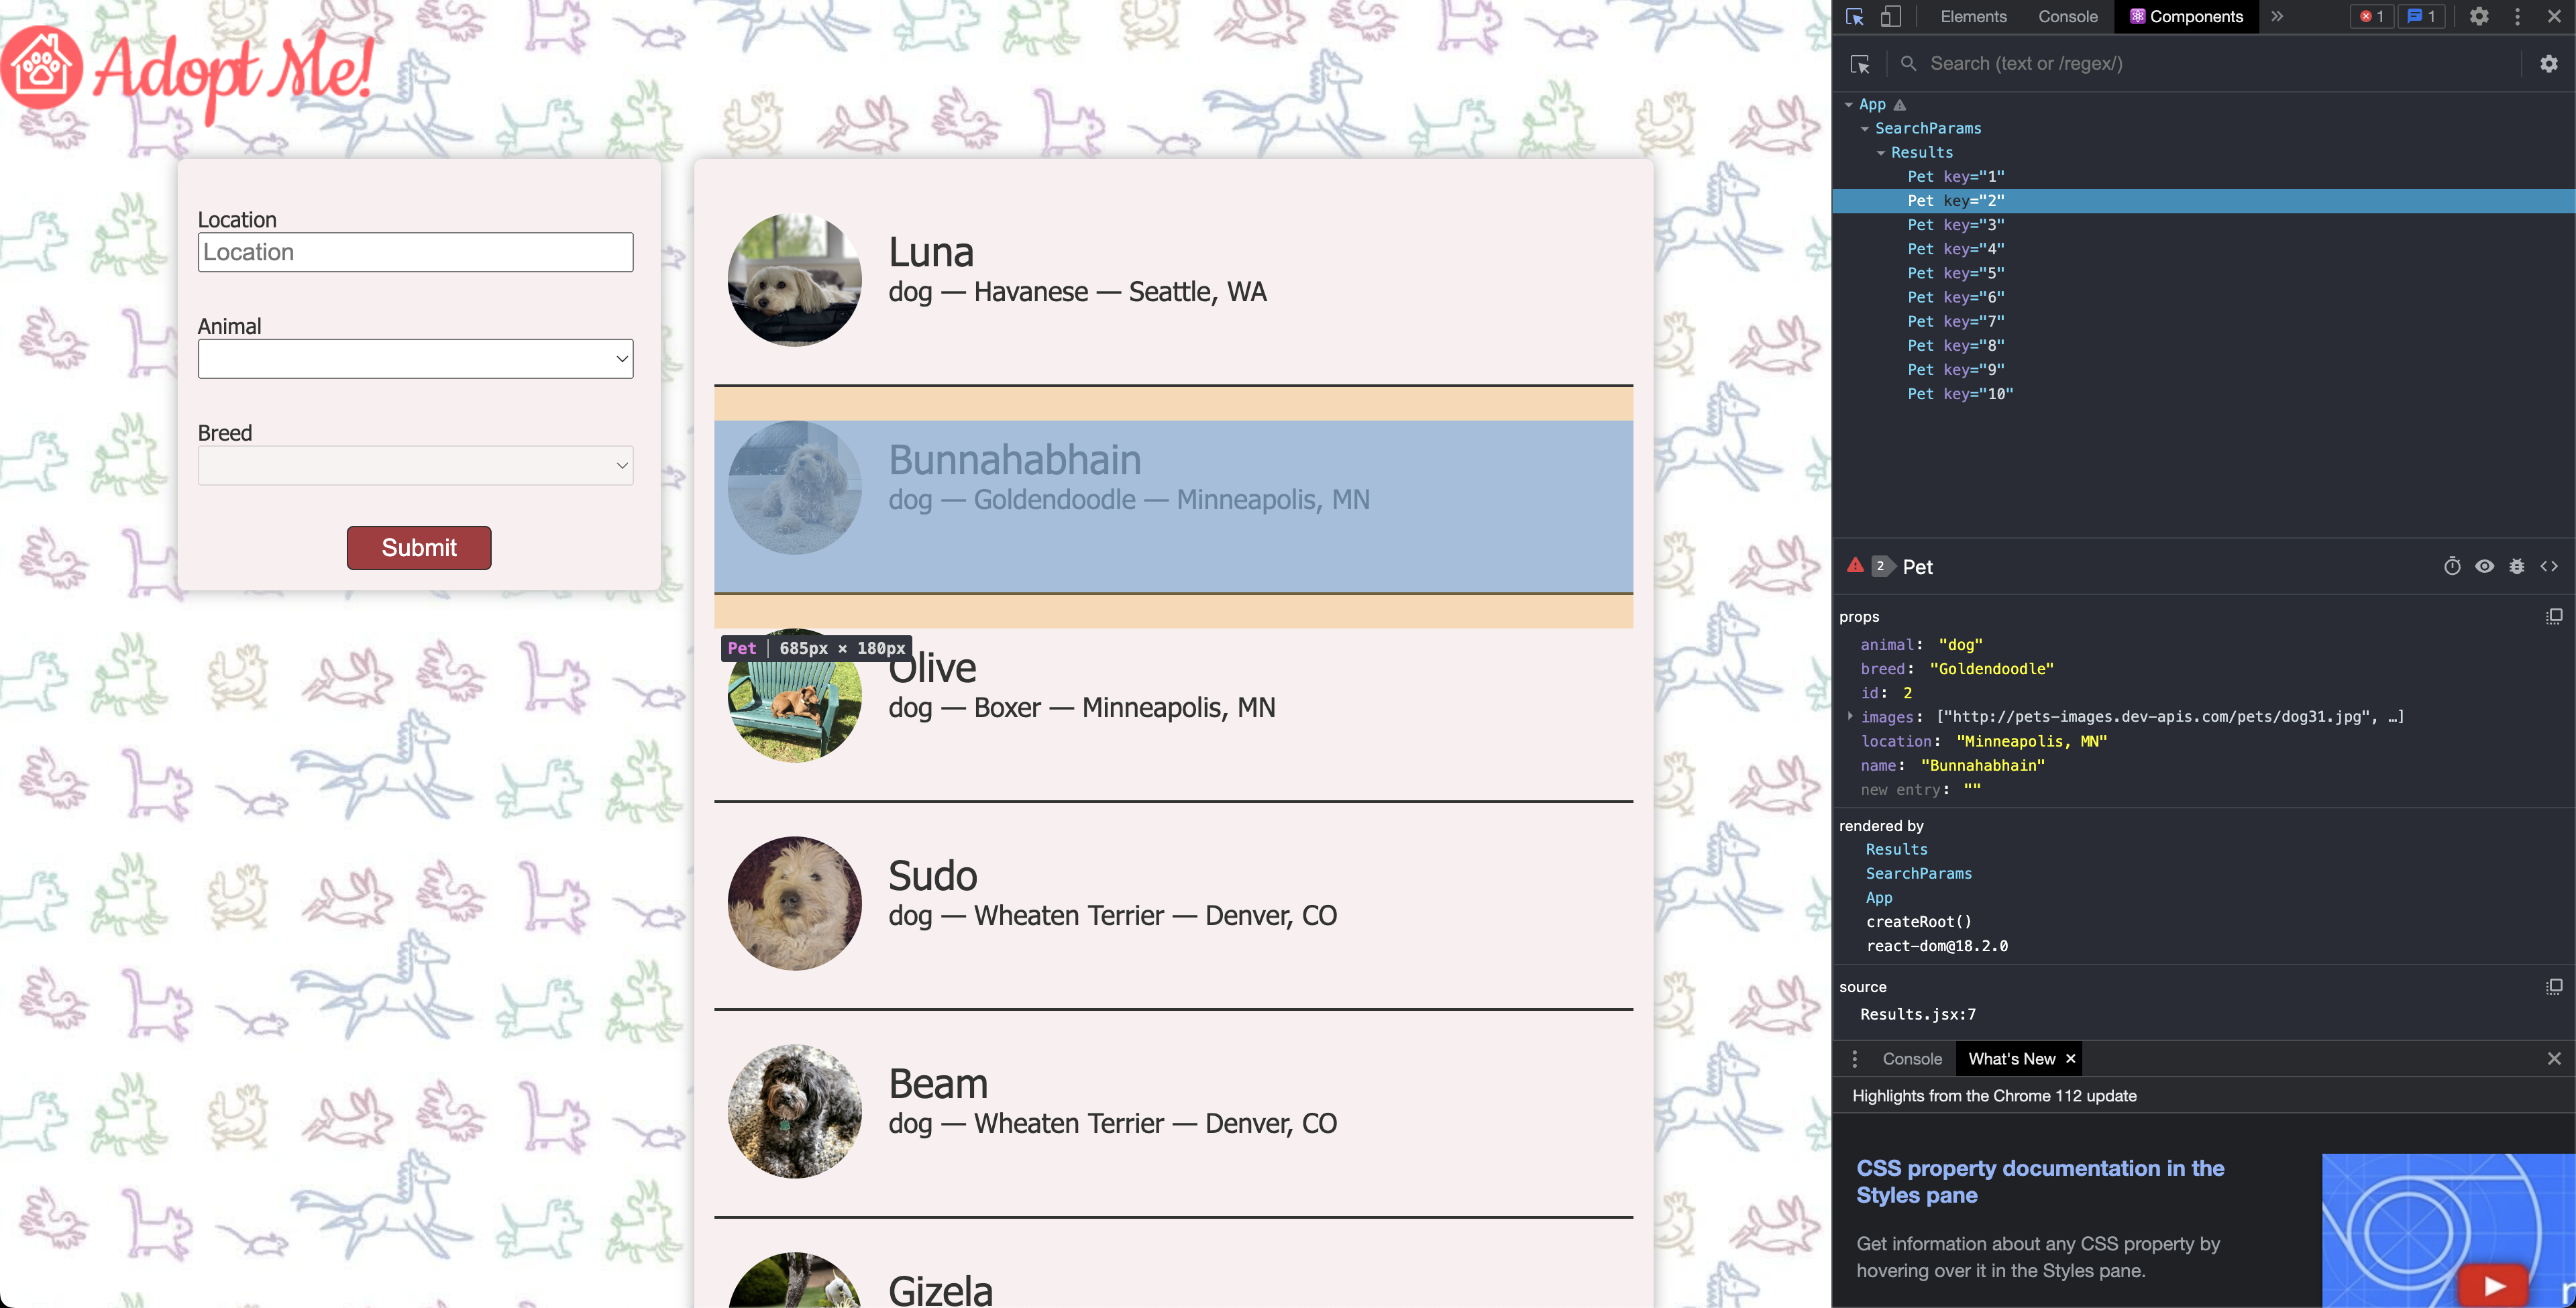 Adopt Me!
Location
Location
Animal
Breed
Submit
Luna
dog — Havanese — Seattle, WA
Bunnahabhain
dog — Goldendoodle — Minneapolis, MN
Pet | 685px × 180px
Olive
dog — Boxer — Minneapolis, MN
Sudo
dog — Wheaten Terrier — Denver, CO
Beam
dog — Wheaten Terrier — Denver, CO
Gizela
Elements Console Components » 1 1
Search (text or /regex/)
App
SearchParams
Results
Pet key="1"
Pet key="2"
Pet key="3"
Pet key="4"
Pet key="5"
Pet key="6"
Pet key="7"
Pet key="8"
Pet key="9"
Pet key="10"
2 Pet
props
animal: "dog"
breed: "Goldendoodle"
id: 2
images: ["http://pets-images.dev-apis.com/pets/dog31.jpg", …]
location: "Minneapolis, MN"
name: "Bunnahabhain"
new entry: ""
rendered by
Results
SearchParams
App
createRoot()
react-dom@18.2.0
source
Results.jsx:7
Console What's New ×
Highlights from the Chrome 112 update
CSS property documentation in the
Styles pane
Get information about any CSS property by
hovering over it in the Styles pane.